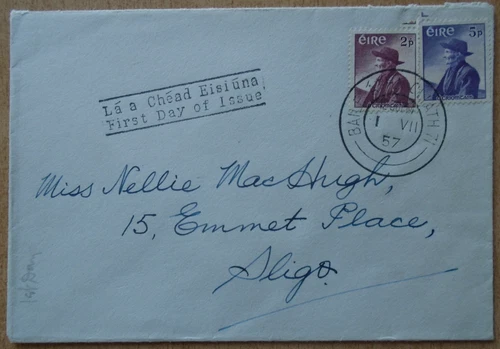 ÉIRE 2p
ÉIRE 5p
Lá a Chéad Eisiúna
First Day of Issue
I VII
57
Miss Nellie MacHugh,
15, Emmet Place,
Sligo.